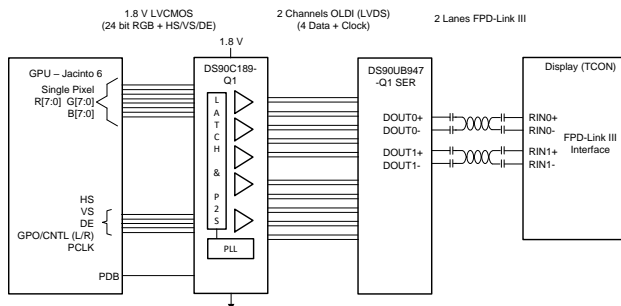 1.8 V LVCMOS
(24 bit RGB + HS/VS/DE)
2 Channels OLDI (LVDS)
(4 Data + Clock)
2 Lanes FPD-Link III
1.8 V
GPU – Jacinto 6
Single Pixel
R[7:0] G[7:0]
B[7:0]
HS
VS
DE
GPO/CNTL (L/R)
PCLK
PDB
DS90C189-
Q1
LATCH & P2S
PLL
DS90UB947
-Q1 SER
DOUT0+
DOUT0-
DOUT1+
DOUT1-
Display (TCON)
RIN0+
RIN0-
FPD-Link III
Interface
RIN1+
RIN1-